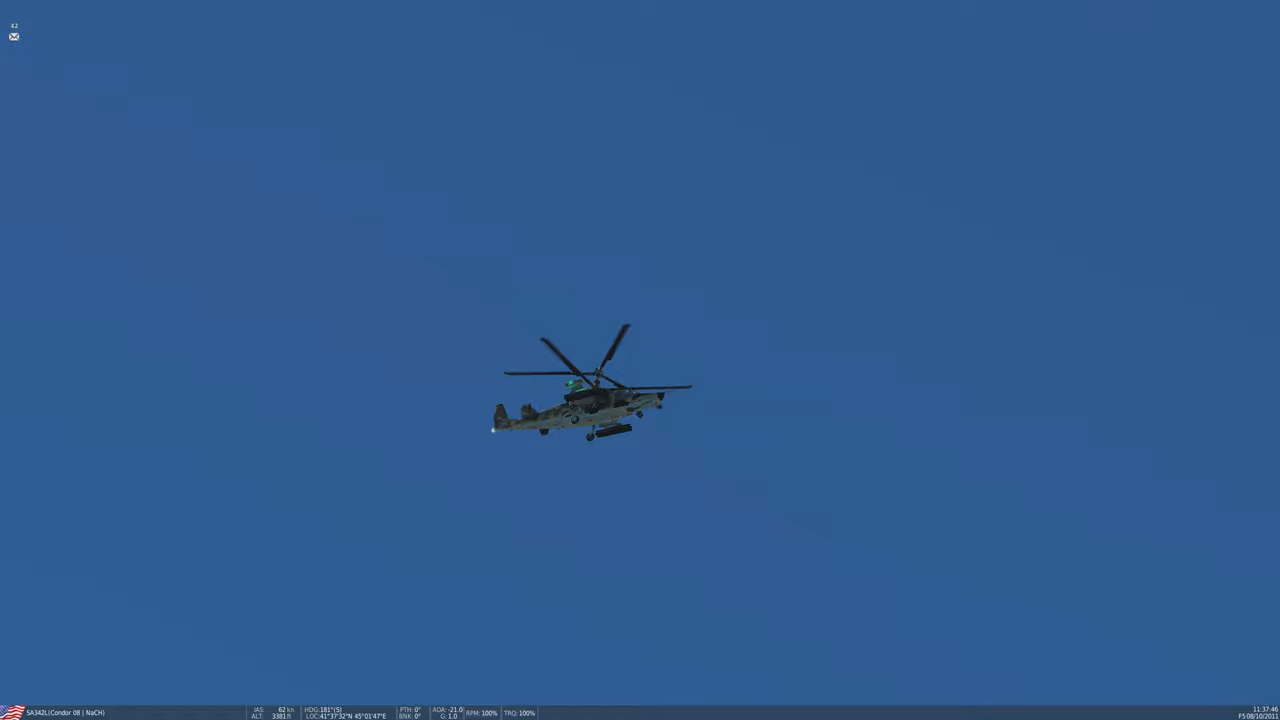 42
SA342L(Condor 08 | NaCH)
IAS: 62 kn
ALT: 3381 ft
HDG:181°(S)
LOC:41°37'32"N 45°01'47"E
PTH: 0°
BNK: 0°
AOA: -21.0
G: 1.0
RPM: 100%
TRQ: 100%
11:37:46
F5 08/10/2011